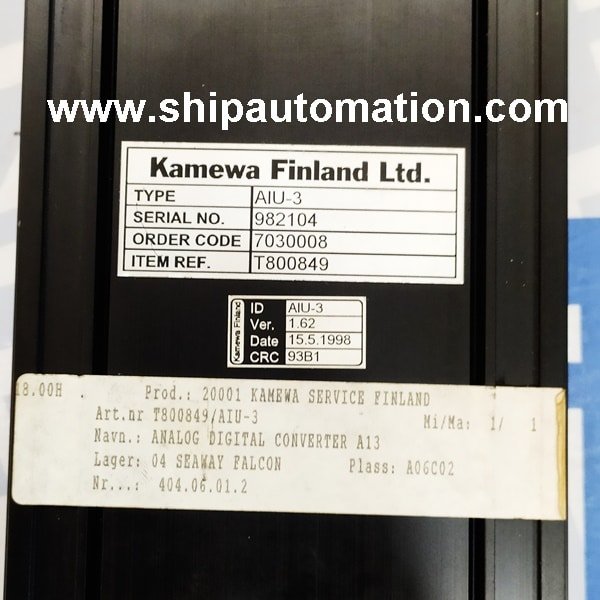 www.shipautomation.com
Kamewa Finland Ltd.
TYPE AIU-3
SERIAL NO. 982104
ORDER CODE 7030008
ITEM REF. T800849
Kamewa Finland
ID AIU-3
Ver. 1.62
Date 15.5.1998
CRC 93B1
18.00H Prod.: 20001 KAMEWA SERVICE FINLAND
Art.nr T800849/AIU-3 Mi/Ma: 1/ 1
Navn.: ANALOG DIGITAL CONVERTER A13
Lager: 04 SEAWAY FALCON Plass: A06C02
Nr...: 404.06.01.2